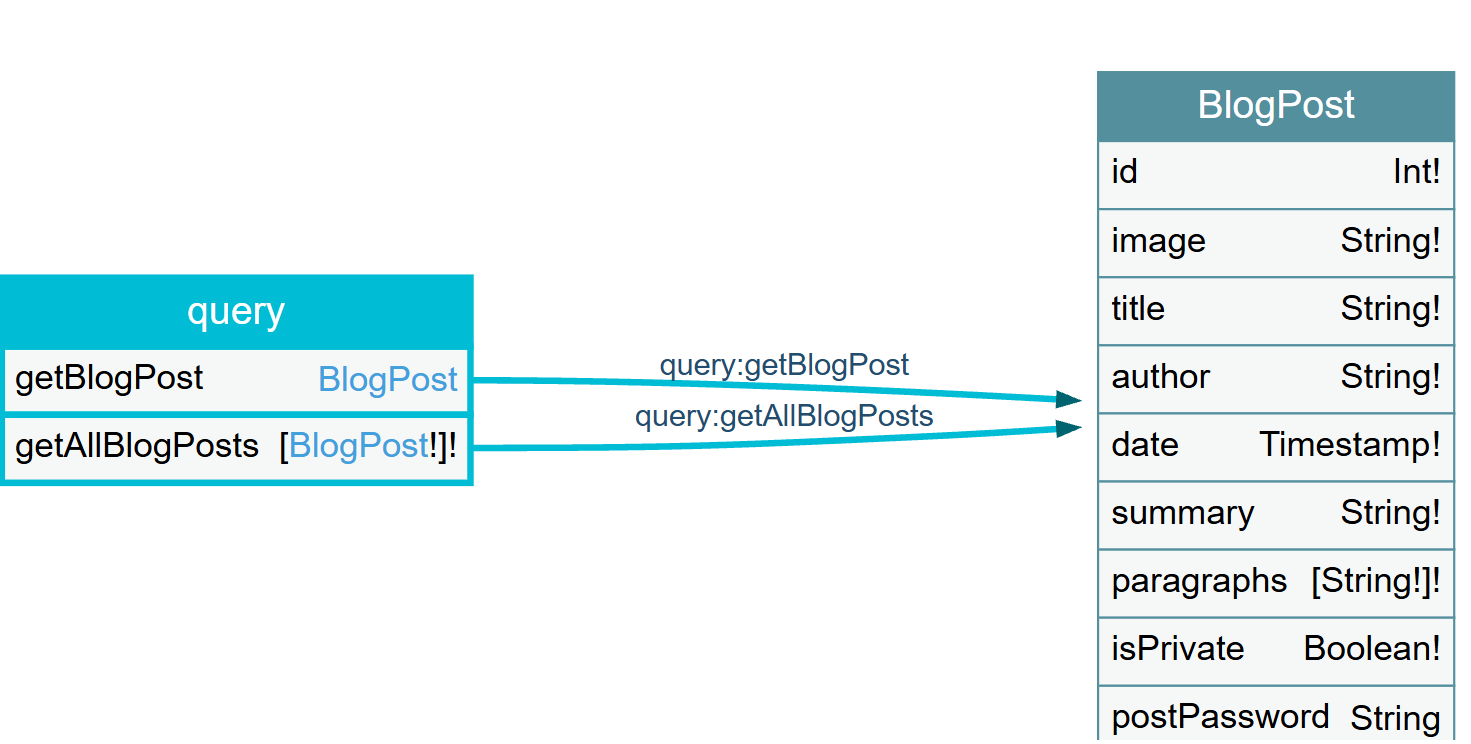 query
getBlogPost BlogPost
getAllBlogPosts [BlogPost!]!
query:getBlogPost
query:getAllBlogPosts
BlogPost
id Int!
image String!
title String!
author String!
date Timestamp!
summary String!
paragraphs [String!]!
isPrivate Boolean!
postPassword String